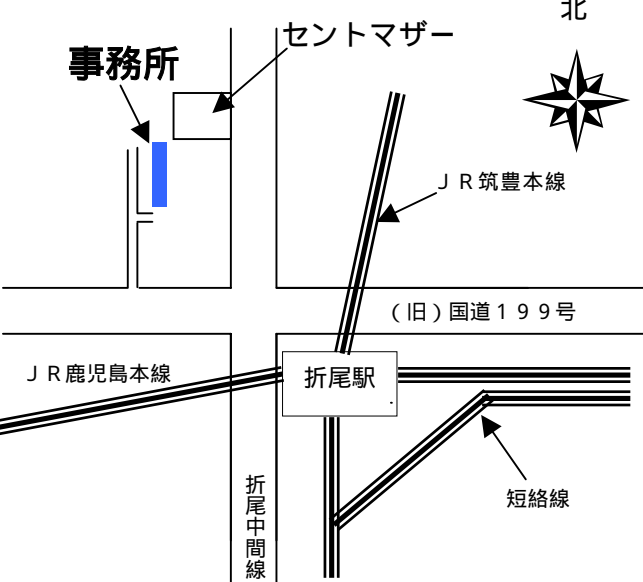 北
セントマザー
事務所
ＪＲ筑豊本線
（旧）国道１９９号
ＪＲ鹿児島本線
折尾駅
折尾中間線
短絡線